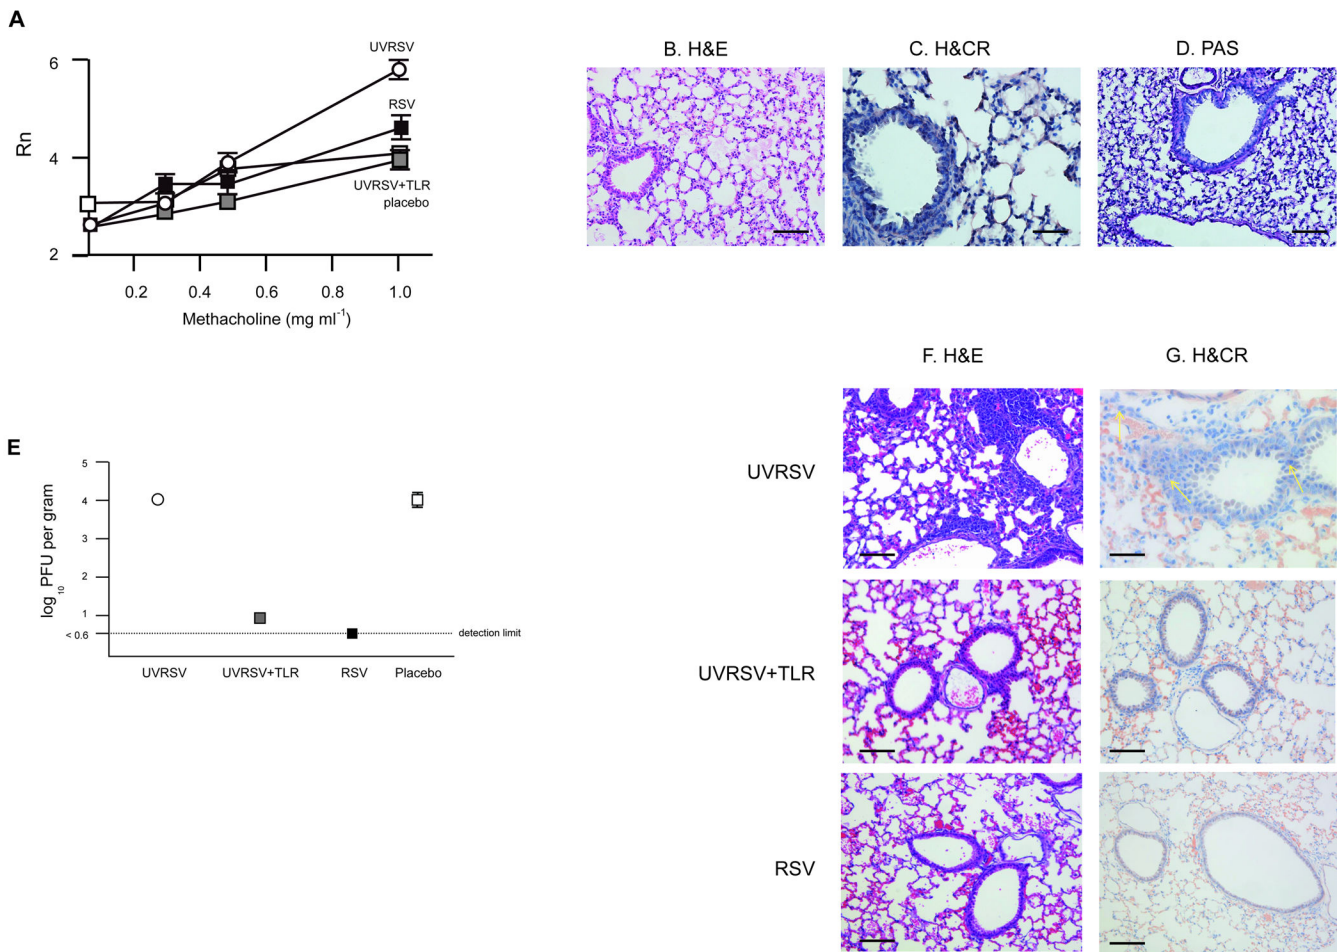 A
UVRSV
RSV
UVRSV+TLR
placebo
6
4
2
Rn
0.2 0.4 0.6 0.8 1.0
Methacholine (mg ml⁻¹)
B. H&E
C. H&CR
D. PAS
E
5
4
3
2
1
< 0.6
log₁₀ PFU per gram
detection limit
UVRSV UVRSV+TLR RSV Placebo
F. H&E
G. H&CR
UVRSV
UVRSV+TLR
RSV